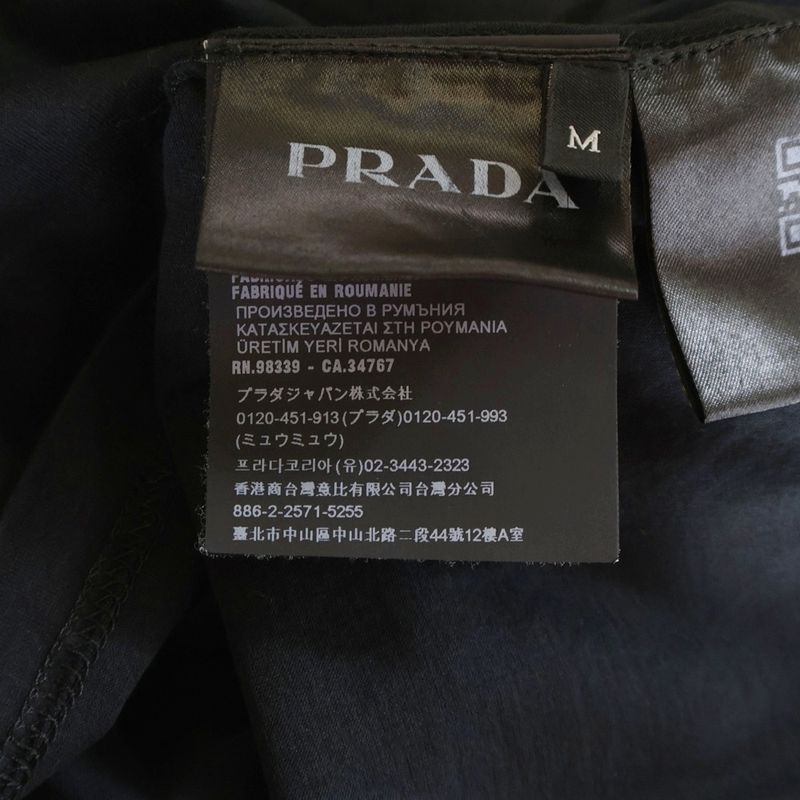 PRADA
M
FABRIQUÉ EN ROUMANIE
ПРОИЗВЕДЕНО В РУМЪНИЯ
ΚΑΤΑΣΚΕΥΑΖΕΤΑΙ ΣΤΗ ΡΟΥΜΑΝΙΑ
ÜRETİM YERİ ROMANYA
RN.98339 - CA.34767
プラダジャパン株式会社
0120-451-913(プラダ)0120-451-993
(ミュウミュウ)
프라다코리아(유)02-3443-2323
香港商台灣意比有限公司台灣分公司
886-2-2571-5255
臺北市中山區中山北路二段44號12樓A室